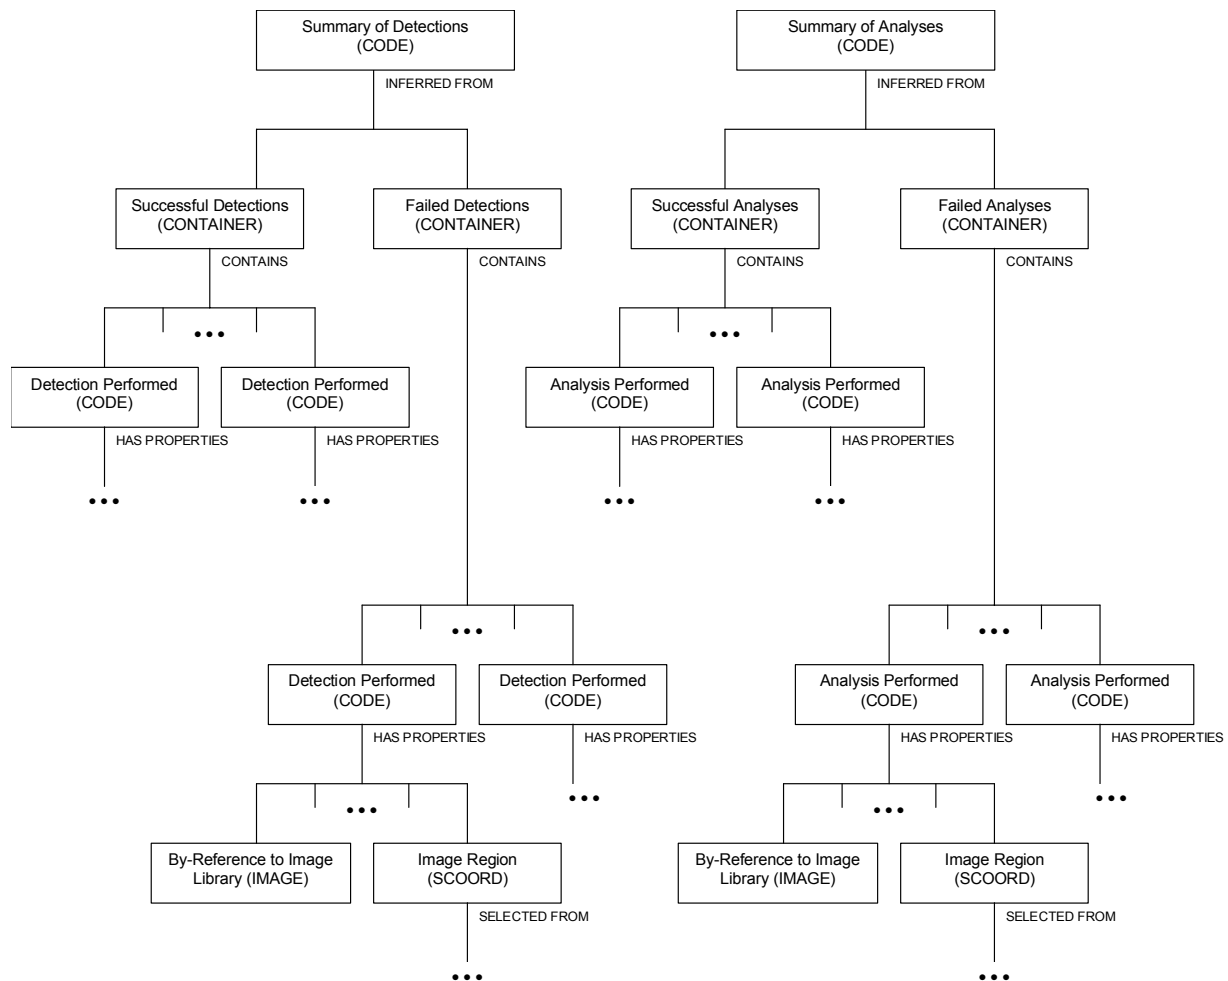 Summary of Detections
(CODE)
Summary of Analyses
(CODE)
INFERRED FROM
INFERRED FROM
Successful Detections
(CONTAINER)
Failed Detections
(CONTAINER)
Successful Analyses
(CONTAINER)
Failed Analyses
(CONTAINER)
CONTAINS
CONTAINS
CONTAINS
CONTAINS
•••
•••
Detection Performed
(CODE)
Detection Performed
(CODE)
Analysis Performed
(CODE)
Analysis Performed
(CODE)
HAS PROPERTIES
HAS PROPERTIES
HAS PROPERTIES
HAS PROPERTIES
•••
•••
•••
•••
•••
•••
Detection Performed
(CODE)
Detection Performed
(CODE)
Analysis Performed
(CODE)
Analysis Performed
(CODE)
HAS PROPERTIES
HAS PROPERTIES
HAS PROPERTIES
HAS PROPERTIES
•••
•••
•••
•••
By-Reference to Image
Library (IMAGE)
Image Region
(SCOORD)
By-Reference to Image
Library (IMAGE)
Image Region
(SCOORD)
SELECTED FROM
SELECTED FROM
•••
•••